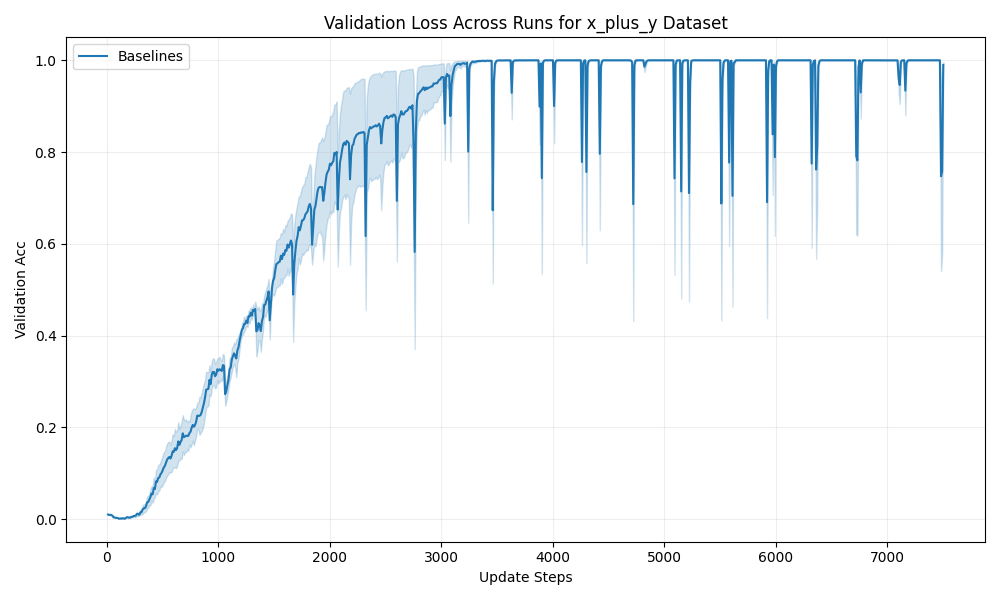 Validation Loss Across Runs for x_plus_y Dataset
Baselines
1.0
0.8
0.6
0.4
0.2
0.0
Validation Acc
0 1000 2000 3000 4000 5000 6000 7000
Update Steps